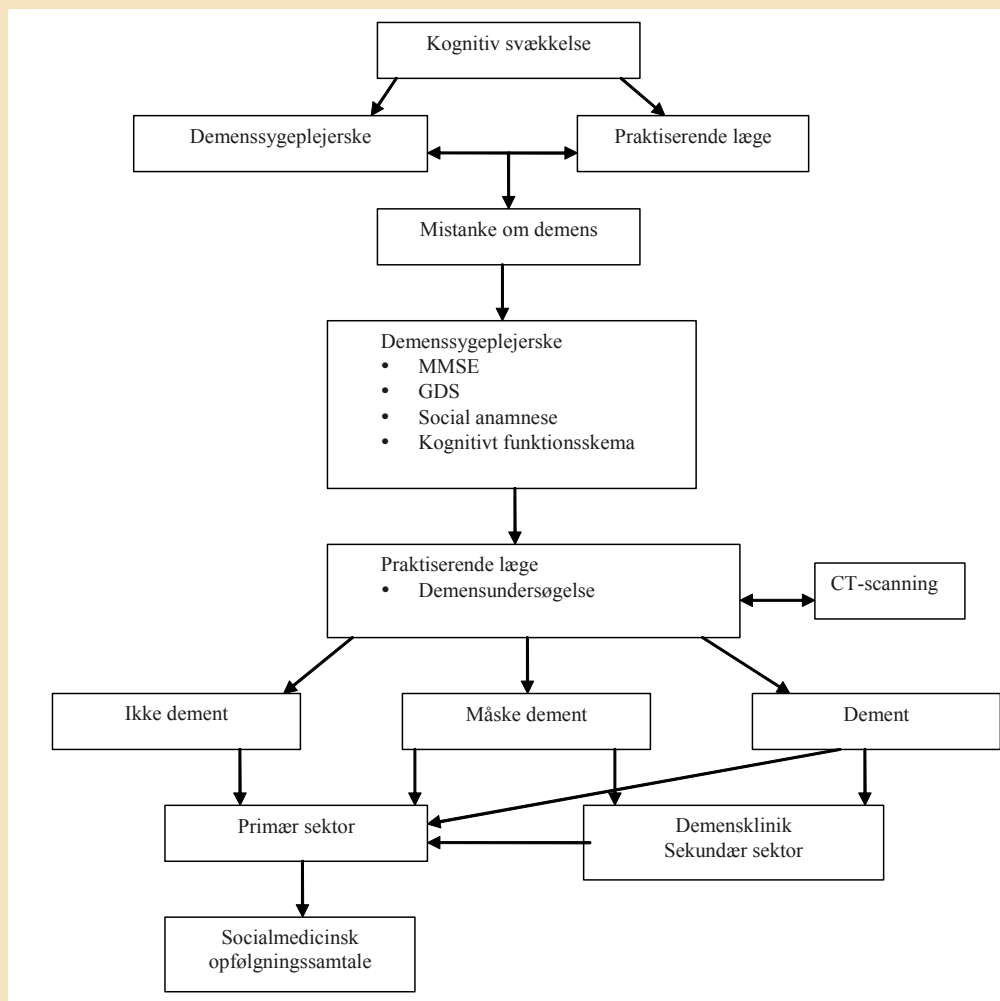 Kognitiv svækkelse
Demenssygeplejerske
Praktiserende læge
Mistanke om demens
Demenssygeplejerske
• MMSE
• GDS
• Social anamnese
• Kognitivt funktionsskema
Praktiserende læge
• Demensundersøgelse
CT-scanning
Ikke dement
Måske dement
Dement
Primær sektor
Demensklinik
Sekundær sektor
Socialmedicinsk
opfølgningssamtale